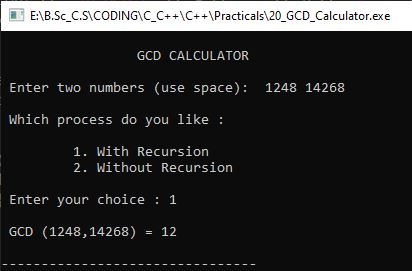 E:\B.Sc_C.S\CODING\C_C++\C++\Practicals\20_GCD_Calculator.exe
GCD CALCULATOR
Enter two numbers (use space):  1248 14268
Which process do you like :
1. With Recursion
2. Without Recursion
Enter your choice : 1
GCD (1248,14268) = 12
--------------------------------